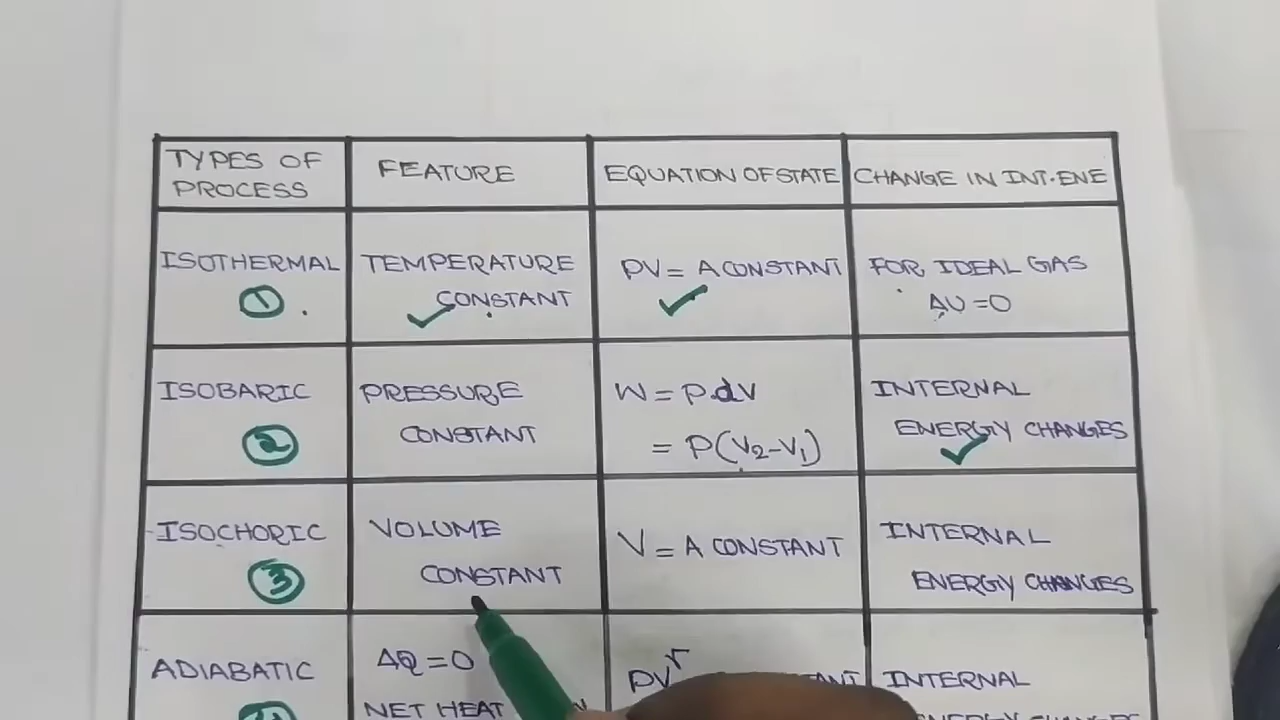 TYPES OF
PROCESS
FEATURE
EQUATION OF STATE
CHANGE IN INT.ENE
ISOTHERMAL
1
TEMPERATURE
CONSTANT
PV = A CONSTANT
FOR IDEAL GAS
ΔU = 0
ISOBARIC
2
PRESSURE
CONSTANT
W = P.dV
= P(V2-V1)
INTERNAL
ENERGY CHANGES
ISOCHORIC
3
VOLUME
CONSTANT
V = A CONSTANT
INTERNAL
ENERGY CHANGES
ADIABATIC
ΔQ = 0
NET HEAT
PV^r
INTERNAL